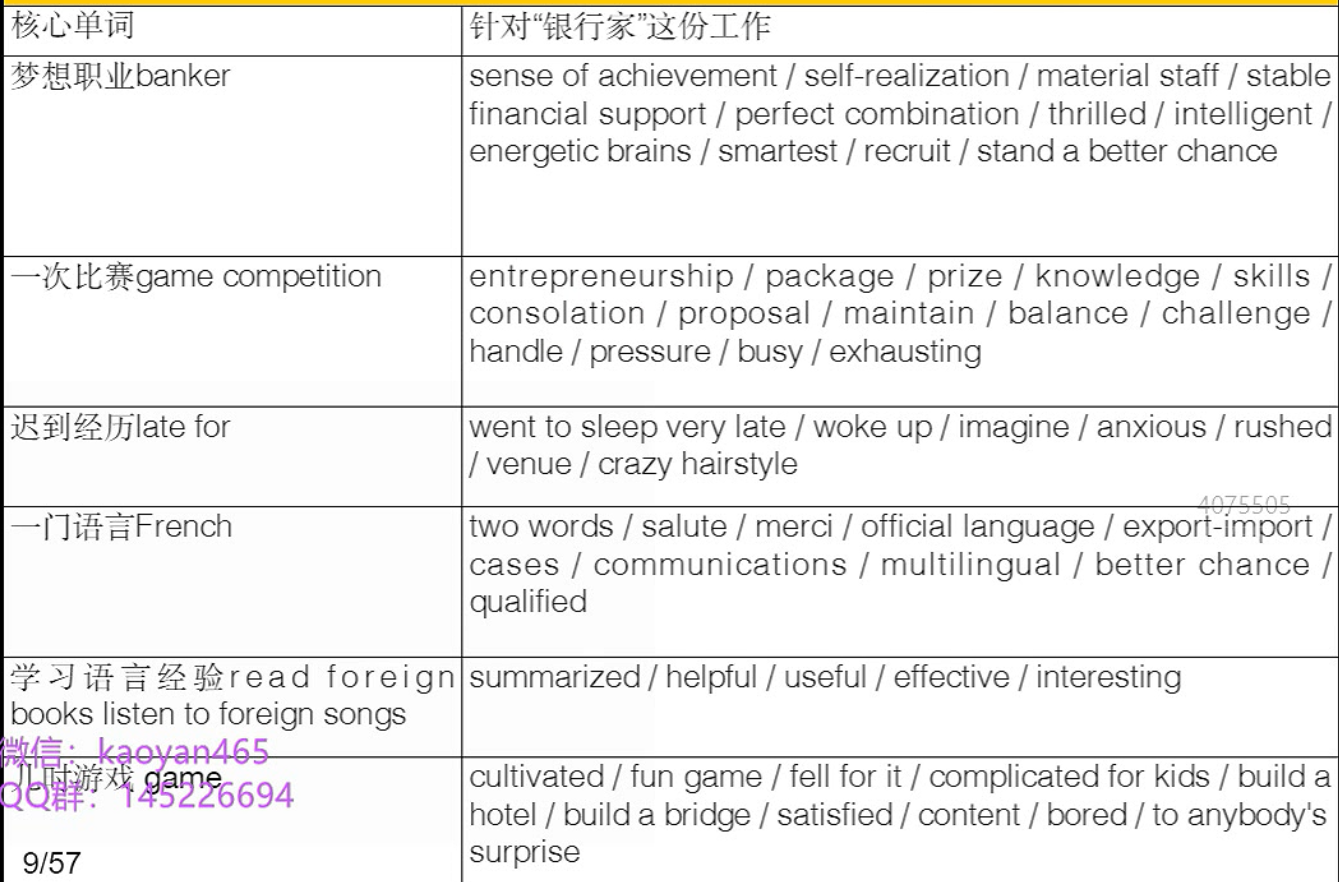 核心单词
针对“银行家”这份工作
梦想职业banker
sense of achievement / self-realization / material staff / stable
financial support / perfect combination / thrilled / intelligent /
energetic brains / smartest / recruit / stand a better chance
一次比赛game competition
entrepreneurship / package / prize / knowledge / skills /
consolation / proposal / maintain / balance / challenge /
handle / pressure / busy / exhausting
迟到经历late for
went to sleep very late / woke up / imagine / anxious / rushed
/ venue / crazy hairstyle
4075505
一门语言French
two words / salute / merci / official language / export-import /
cases / communications / multilingual / better chance /
qualified
学习语言经验read foreign
books listen to foreign songs
summarized / helpful / useful / effective / interesting
微信：kaoyan465
儿时游戏 game
QQ群：145226694
cultivated / fun game / fell for it / complicated for kids / build a
hotel / build a bridge / satisfied / content / bored / to anybody's
surprise
9/57